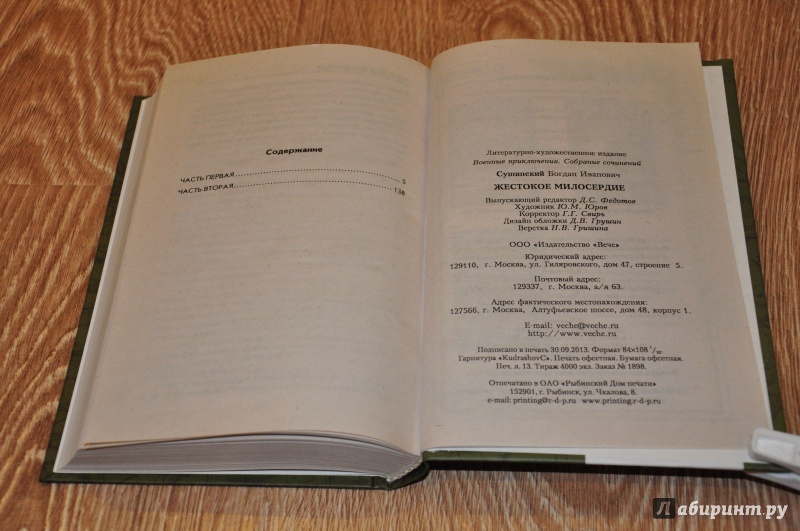 Содержание
ЧАСТЬ ПЕРВАЯ 5
ЧАСТЬ ВТОРАЯ 138
Литературно-художественное издание
Военные приключения. Собрание сочинений
Сушинский Богдан Иванович
ЖЕСТОКОЕ МИЛОСЕРДИЕ
Выпускающий редактор Д.С. Федотов
Художник Ю.М. Юров
Корректор Г.Г. Свирь
Дизайн обложки Д.В. Грушин
Верстка Н.В. Гришина
ООО «Издательство «Вече»
Юридический адрес:
129110, г. Москва, ул. Гиляровского, дом 47, строение 5.
Почтовый адрес:
129337, г. Москва, а/я 63.
Адрес фактического местонахождения:
127566, г. Москва, Алтуфьевское шоссе, дом 48, корпус 1.
E-mail: veche@veche.ru
http://www.veche.ru
Подписано в печать 30.09.2013. Формат 84×108 1/32.
Гарнитура «KudrashovC». Печать офсетная. Бумага офсетная.
Печ. л. 13. Тираж 4000 экз. Заказ № 1898.
Отпечатано в ОАО «Рыбинский Дом печати»
152901, г. Рыбинск, ул. Чкалова, 8.
e-mail: printing@r-d-p.ru www.printing.r-d-p.ru
Лабиринт.ру